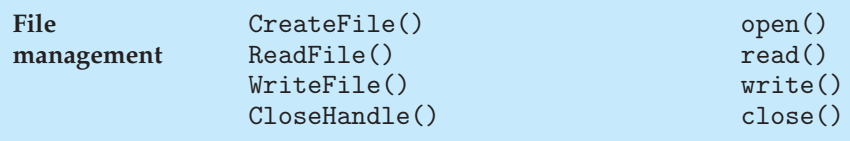 File CreateFile() open()
management ReadFile() read()
WriteFile() write()
CloseHandle() close()